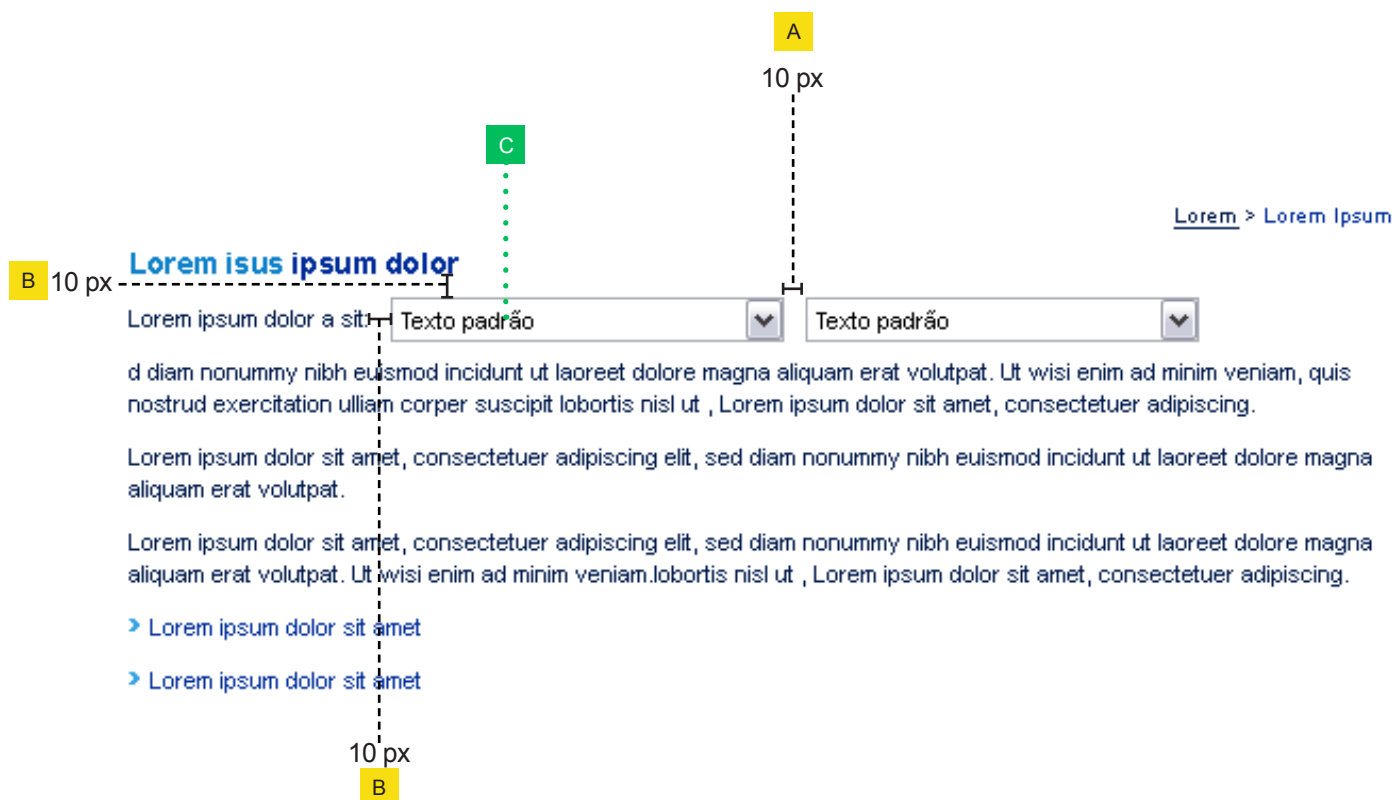 A
10 px
C
Lorem > Lorem Ipsum
Lorem isus ipsum dolor
B 10 px
Lorem ipsum dolor a sit: Texto padrão Texto padrão
d diam nonummy nibh euismod incidunt ut laoreet dolore magna aliquam erat volutpat. Ut wisi enim ad minim veniam, quis
nostrud exercitation ulliam corper suscipit lobortis nisl ut , Lorem ipsum dolor sit amet, consectetuer adipiscing.
Lorem ipsum dolor sit amet, consectetuer adipiscing elit, sed diam nonummy nibh euismod incidunt ut laoreet dolore magna
aliquam erat volutpat.
Lorem ipsum dolor sit amet, consectetuer adipiscing elit, sed diam nonummy nibh euismod incidunt ut laoreet dolore magna
aliquam erat volutpat. Ut wisi enim ad minim veniam.lobortis nisl ut , Lorem ipsum dolor sit amet, consectetuer adipiscing.
Lorem ipsum dolor sit amet
Lorem ipsum dolor sit amet
10 px
B